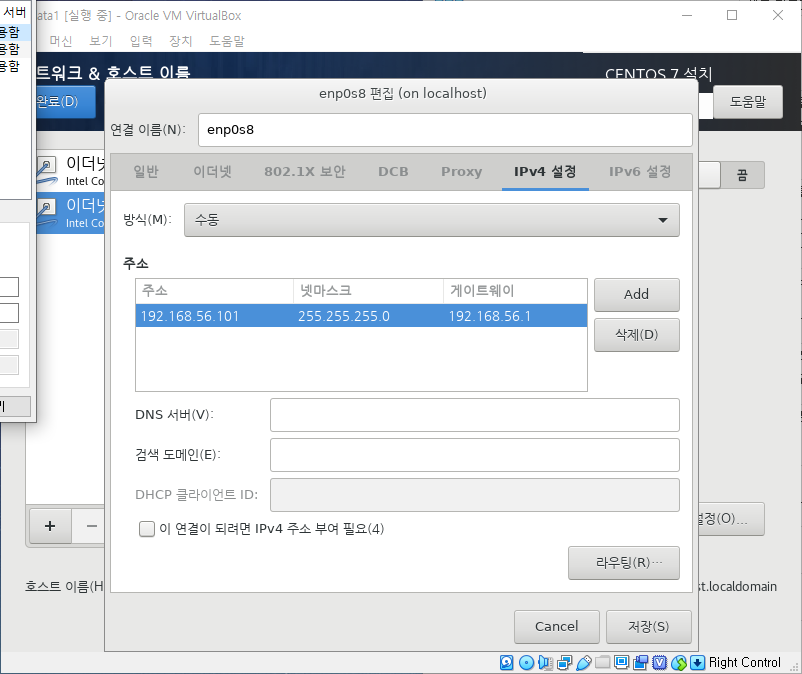 서버
용함
용함
용함
ata1 [실행 중] - Oracle VM VirtualBox
머신 보기 입력 장치 도움말
트워크 & 호스트 이름
CENTOS 7 설치
완료(D)
도움말
enp0s8 편집 (on localhost)
연결 이름(N): enp0s8
일반 이더넷 802.1X 보안 DCB Proxy IPv4 설정 IPv6 설정
이더넷
Intel Co
이더넷
Intel Co
끔
방식(M): 수동
주소
주소 넷마스크 게이트웨이
192.168.56.101 255.255.255.0 192.168.56.1
Add
삭제(D)
DNS 서버(V):
검색 도메인(E):
DHCP 클라이언트 ID:
이 연결이 되려면 IPv4 주소 부여 필요(4)
라우팅(R)…
+ −
설정(O)...
호스트 이름(H
st.localdomain
Cancel 저장(S)
Right Control